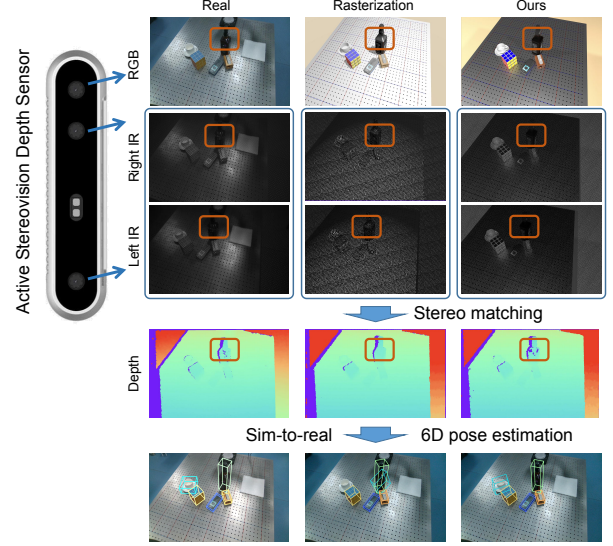 Real
Rasterization
Ours
Active Stereovision Depth Sensor
RGB
Right IR
Left IR
Stereo matching
Depth
Sim-to-real
6D pose estimation